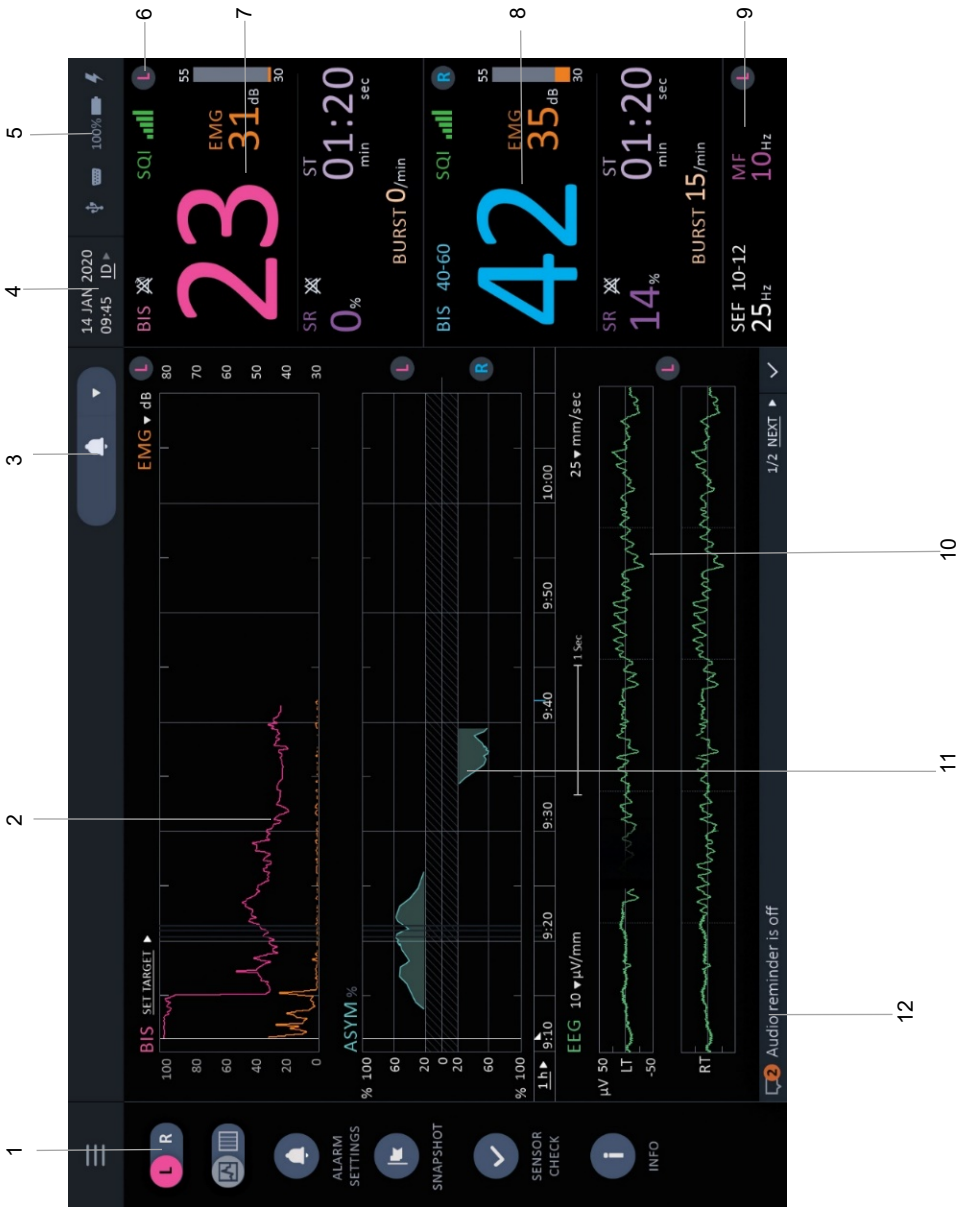 1
2
3
4
5
6
7
8
9
10
11
12
14 JAN 2020
09:45 ID
100%
L R
ALARM
SETTINGS
SNAPSHOT
SENSOR
CHECK
i
INFO
BIS SET TARGET
EMG dB
L
100
80
60
40
20
0
80
70
60
50
40
30
ASYM %
% 100
60
20
0
20
60
% 100
L
R
1 h
9:10
9:20
9:30
9:40
9:50
10:00
EEG 10 µV/mm
1 Sec
25 mm/sec
µV 50
LT
-50
RT
L
2 Audio reminder is off
1/2 NEXT
BIS
SQI
L
23
EMG
31 dB
55
30
SR
0%
ST
01:20
min sec
BURST 0/min
BIS 40-60
SQI
R
42
EMG
35 dB
55
30
SR
14%
ST
01:20
min sec
BURST 15/min
SEF 10-12
25Hz
MF
10Hz
L